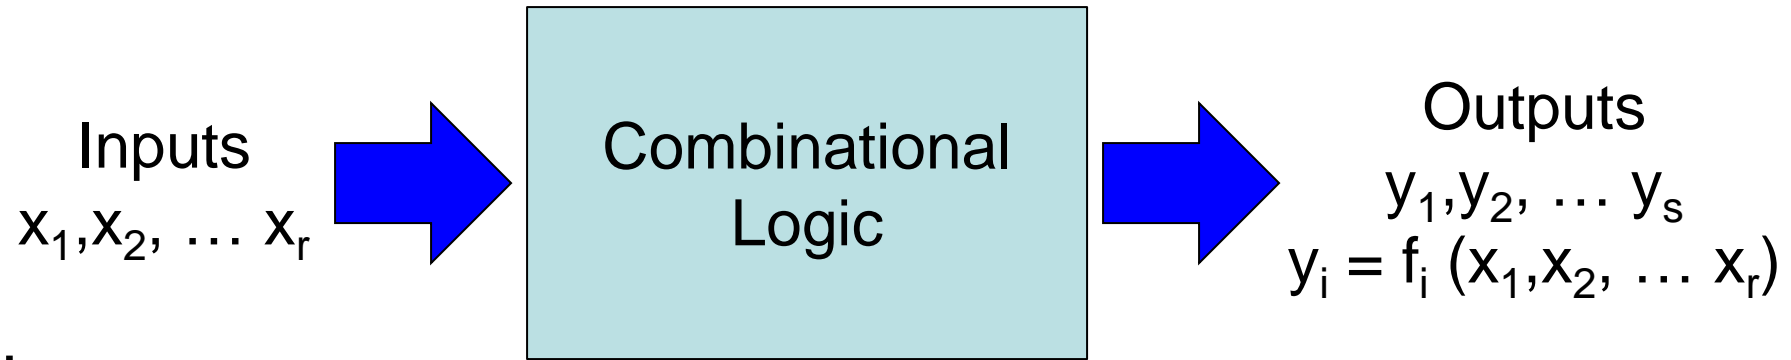 Inputs
x₁,x₂, … xᵣ
Combinational
Logic
Outputs
y₁,y₂, … yₛ
yᵢ = fᵢ (x₁,x₂, … xᵣ)